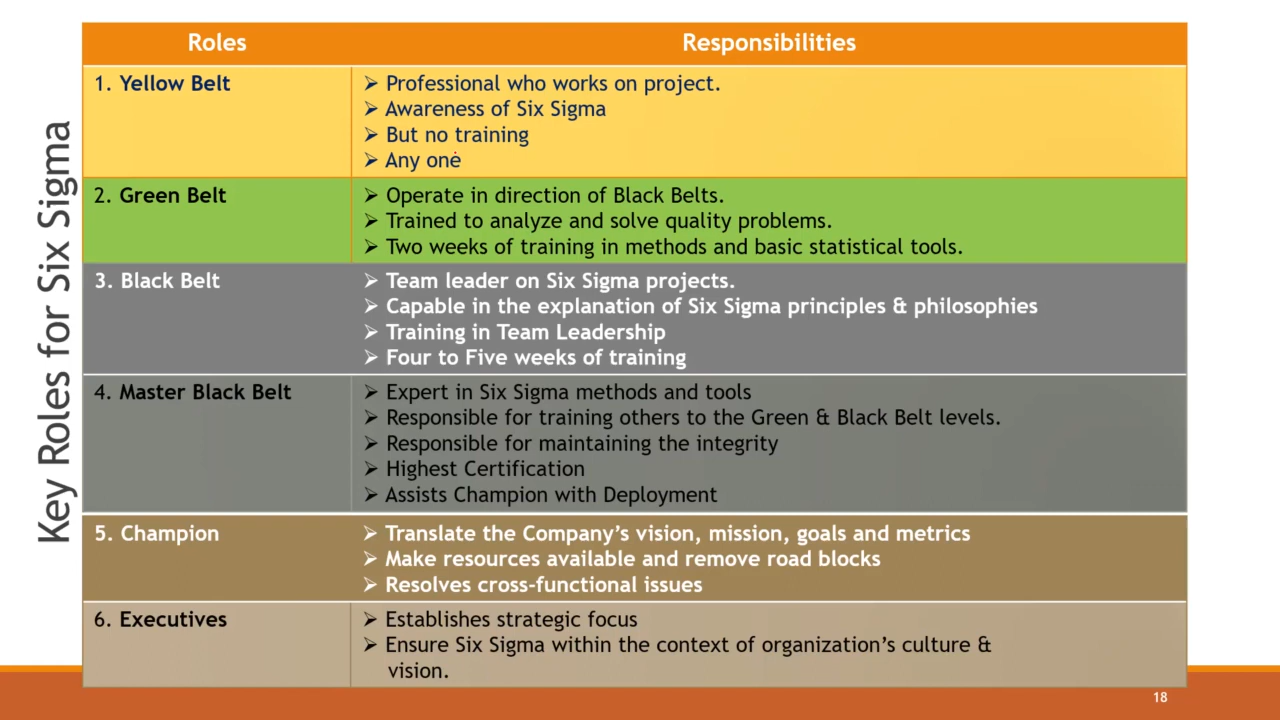 Key Roles for Six Sigma
Roles
Responsibilities
1. Yellow Belt
➢ Professional who works on project.
➢ Awareness of Six Sigma
➢ But no training
➢ Any one
2. Green Belt
➢ Operate in direction of Black Belts.
➢ Trained to analyze and solve quality problems.
➢ Two weeks of training in methods and basic statistical tools.
3. Black Belt
➢ Team leader on Six Sigma projects.
➢ Capable in the explanation of Six Sigma principles & philosophies
➢ Training in Team Leadership
➢ Four to Five weeks of training
4. Master Black Belt
➢ Expert in Six Sigma methods and tools
➢ Responsible for training others to the Green & Black Belt levels.
➢ Responsible for maintaining the integrity
➢ Highest Certification
➢ Assists Champion with Deployment
5. Champion
➢ Translate the Company’s vision, mission, goals and metrics
➢ Make resources available and remove road blocks
➢ Resolves cross-functional issues
6. Executives
➢ Establishes strategic focus
➢ Ensure Six Sigma within the context of organization’s culture &
vision.
18